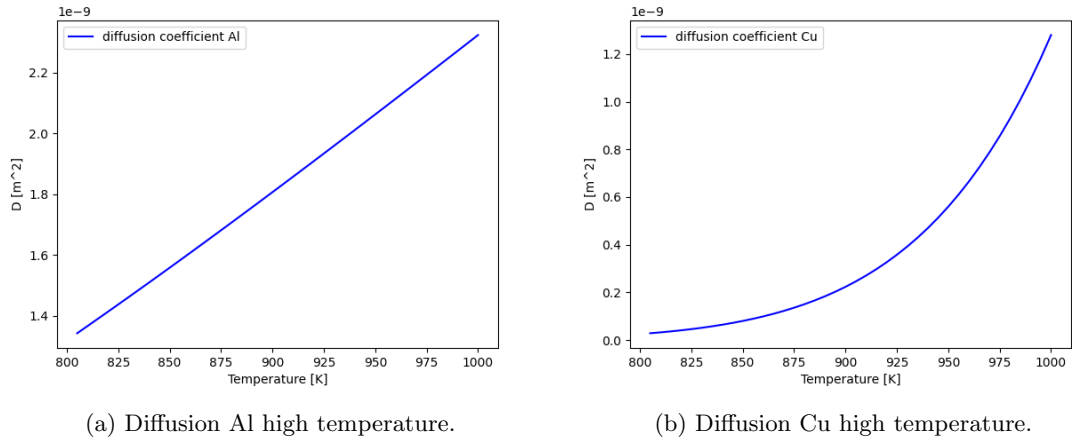 1e−9
diffusion coefficient Al
2.2
2.0
1.8
1.6
1.4
D [m^2]
800 825 850 875 900 925 950 975 1000
Temperature [K]
(a) Diffusion Al high temperature.
1e−9
diffusion coefficient Cu
1.2
1.0
0.8
0.6
0.4
0.2
0.0
D [m^2]
800 825 850 875 900 925 950 975 1000
Temperature [K]
(b) Diffusion Cu high temperature.